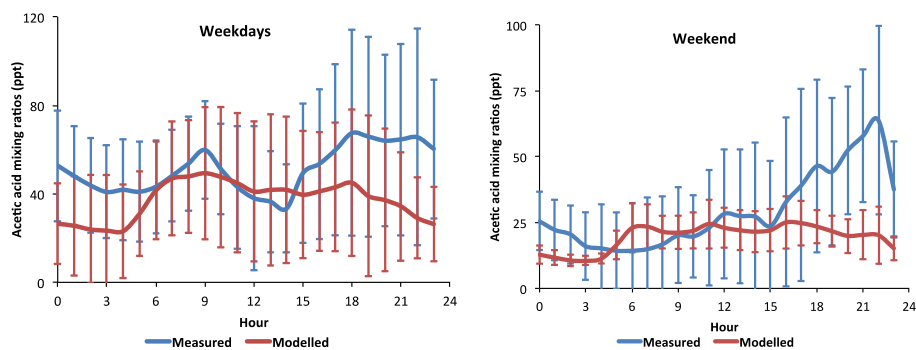 Weekdays
Acetic acid mixing ratios (ppt)
120
80
40
0
0 3 6 9 12 15 18 21 24
Hour
Measured Modelled
Weekend
Acetic acid mixing ratios (ppt)
100
75
50
25
0
0 3 6 9 12 15 18 21 24
Hour
Measured Modelled